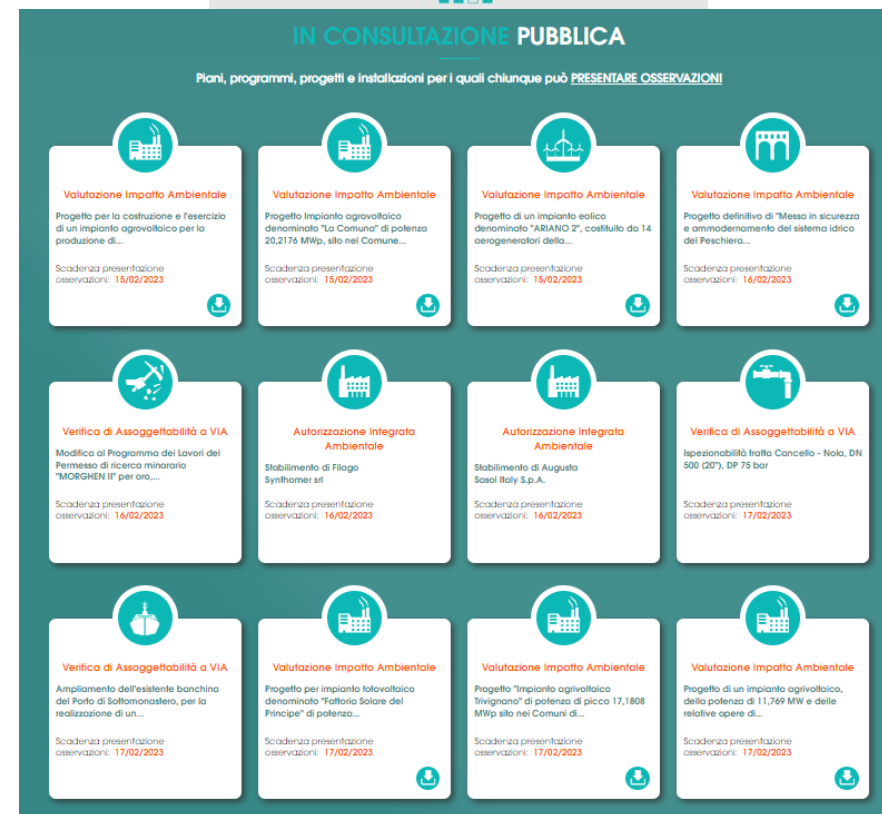 IN CONSULTAZIONE PUBBLICA
Piani, programmi, progetti e installazioni per i quali chiunque può PRESENTARE OSSERVAZIONI
Valutazione Impatto Ambientale
Progetto per la costruzione e l'esercizio
di un impianto agrovoltaico per la
produzione di...
Scadenza presentazione
osservazioni: 15/02/2023
Valutazione Impatto Ambientale
Progetto Impianto agrovoltaico
denominato "La Comuna" di potenza
20,2176 MWp, sito nel Comune...
Scadenza presentazione
osservazioni: 15/02/2023
Valutazione Impatto Ambientale
Progetto di un impianto eolico
denominato "ARIANO 2", costituito da 14
aerogeneratori della...
Scadenza presentazione
osservazioni: 15/02/2023
Valutazione Impatto Ambientale
Progetto definitivo di "Messa in sicurezza
e ammodernamento del sistema idrico
del Peschiera...
Scadenza presentazione
osservazioni: 16/02/2023
Verifica di Assoggettabilità a VIA
Modifica al Programma dei Lavori del
Permesso di ricerca minarario
"MORGHEN II" per oro,...
Scadenza presentazione
osservazioni: 16/02/2023
Autorizzazione Integrata
Ambientale
Stabilimento di Filago
Synthomer srl
Scadenza presentazione
osservazioni: 16/02/2023
Autorizzazione Integrata
Ambientale
Stabilimento di Augusta
Sasol Italy S.p.A.
Scadenza presentazione
osservazioni: 16/02/2023
Verifica di Assoggettabilità a VIA
Ispezionabilità tratta Cancello - Nola, DN
500 (20"), DP 75 bar
Scadenza presentazione
osservazioni: 17/02/2023
Verifica di Assoggettabilità a VIA
Ampliamento dell'esistente banchina
del Porto di Sottomonastero, per la
realizzazione di un...
Scadenza presentazione
osservazioni: 17/02/2023
Valutazione Impatto Ambientale
Progetto per impianto fotovoltaico
denominato "Fattoria Solare del
Principe" di potenza...
Scadenza presentazione
osservazioni: 17/02/2023
Valutazione Impatto Ambientale
Progetto "Impianto agrivoltaico
Trivignano" di potenza di picco 17,1808
MWp sito nei Comuni di...
Scadenza presentazione
osservazioni: 17/02/2023
Valutazione Impatto Ambientale
Progetto di un impianto agrivoltaico,
della potenza di 11,769 MW e delle
relative opere di...
Scadenza presentazione
osservazioni: 17/02/2023